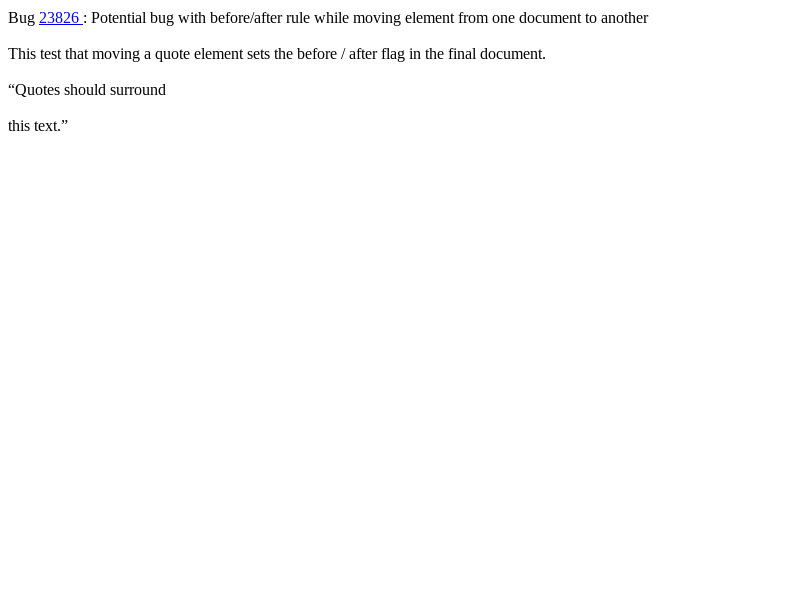 Bug 23826 : Potential bug with before/after rule while moving element from one document to another
This test that moving a quote element sets the before / after flag in the final document.
“Quotes should surround
this text.”